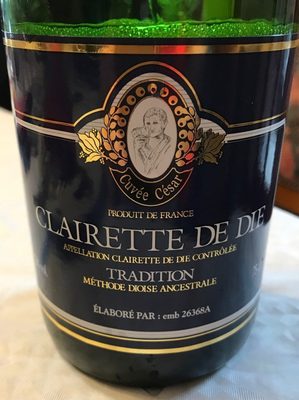 Cuvée César
PRODUIT DE FRANCE
CLAIRETTE DE DIE
APPELLATION CLAIRETTE DE DIE CONTRÔLÉE
TRADITION
MÉTHODE DIOISE ANCESTRALE
ÉLABORÉ PAR : emb 26368A